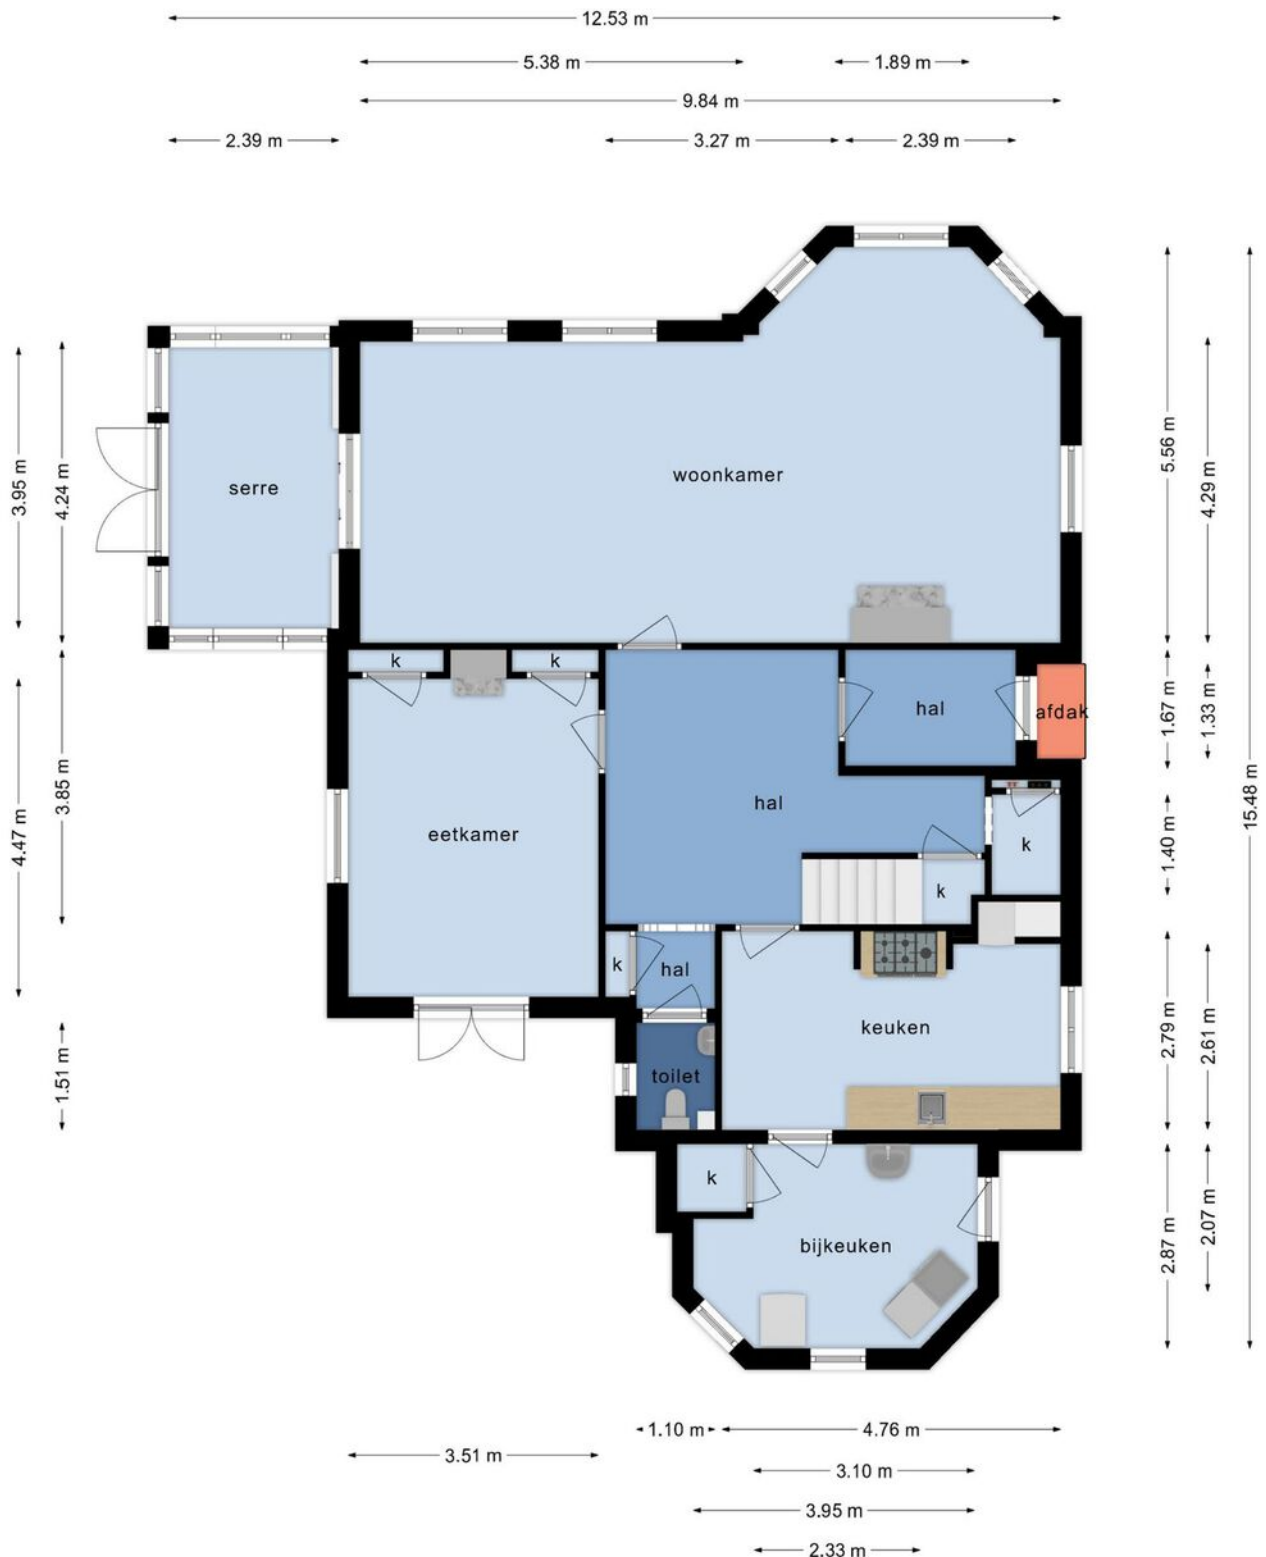 12.53 m
5.38 m
1.89 m
9.84 m
2.39 m
3.27 m
2.39 m
3.95 m
4.24 m
serre
woonkamer
5.56 m
4.29 m
k
k
hal
afdak
1.67 m
1.33 m
4.47 m
3.85 m
eetkamer
hal
k
k
1.40 m
15.48 m
k
hal
keuken
2.79 m
2.61 m
1.51 m
toilet
k
bijkeuken
2.87 m
2.07 m
1.10 m
4.76 m
3.51 m
3.10 m
3.95 m
2.33 m